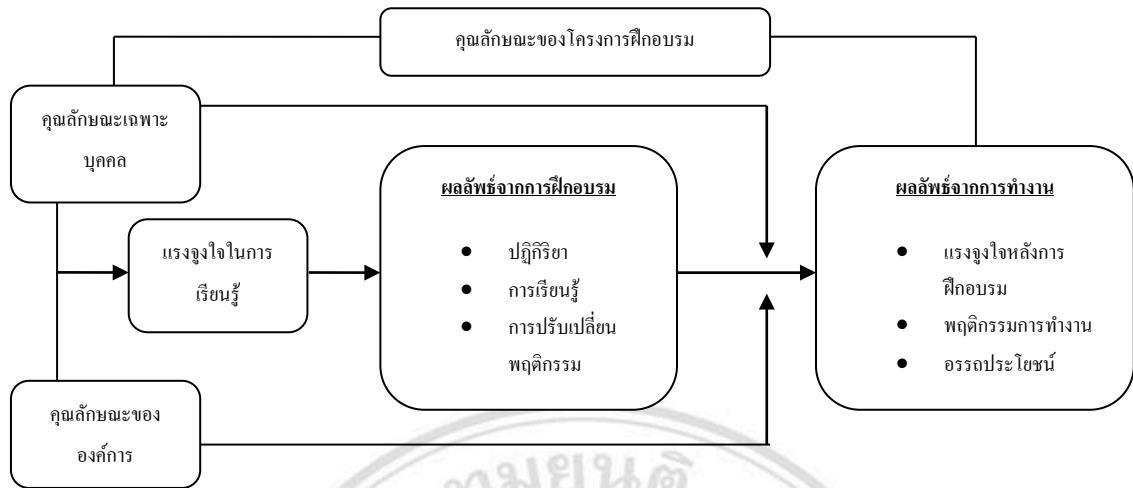 คุณลักษณะของโครงการฝึกอบรม
คุณลักษณะเฉพาะ
บุคคล
แรงจูงใจในการ
เรียนรู้
คุณลักษณะของ
องค์การ
ผลลัพธ์จากการฝึกอบรม
● ปฏิกิริยา
● การเรียนรู้
● การปรับเปลี่ยน
พฤติกรรม
ผลลัพธ์จากการทำงาน
● แรงจูงใจหลังการ
ฝึกอบรม
● พฤติกรรมการทำงาน
● อรรถประโยชน์